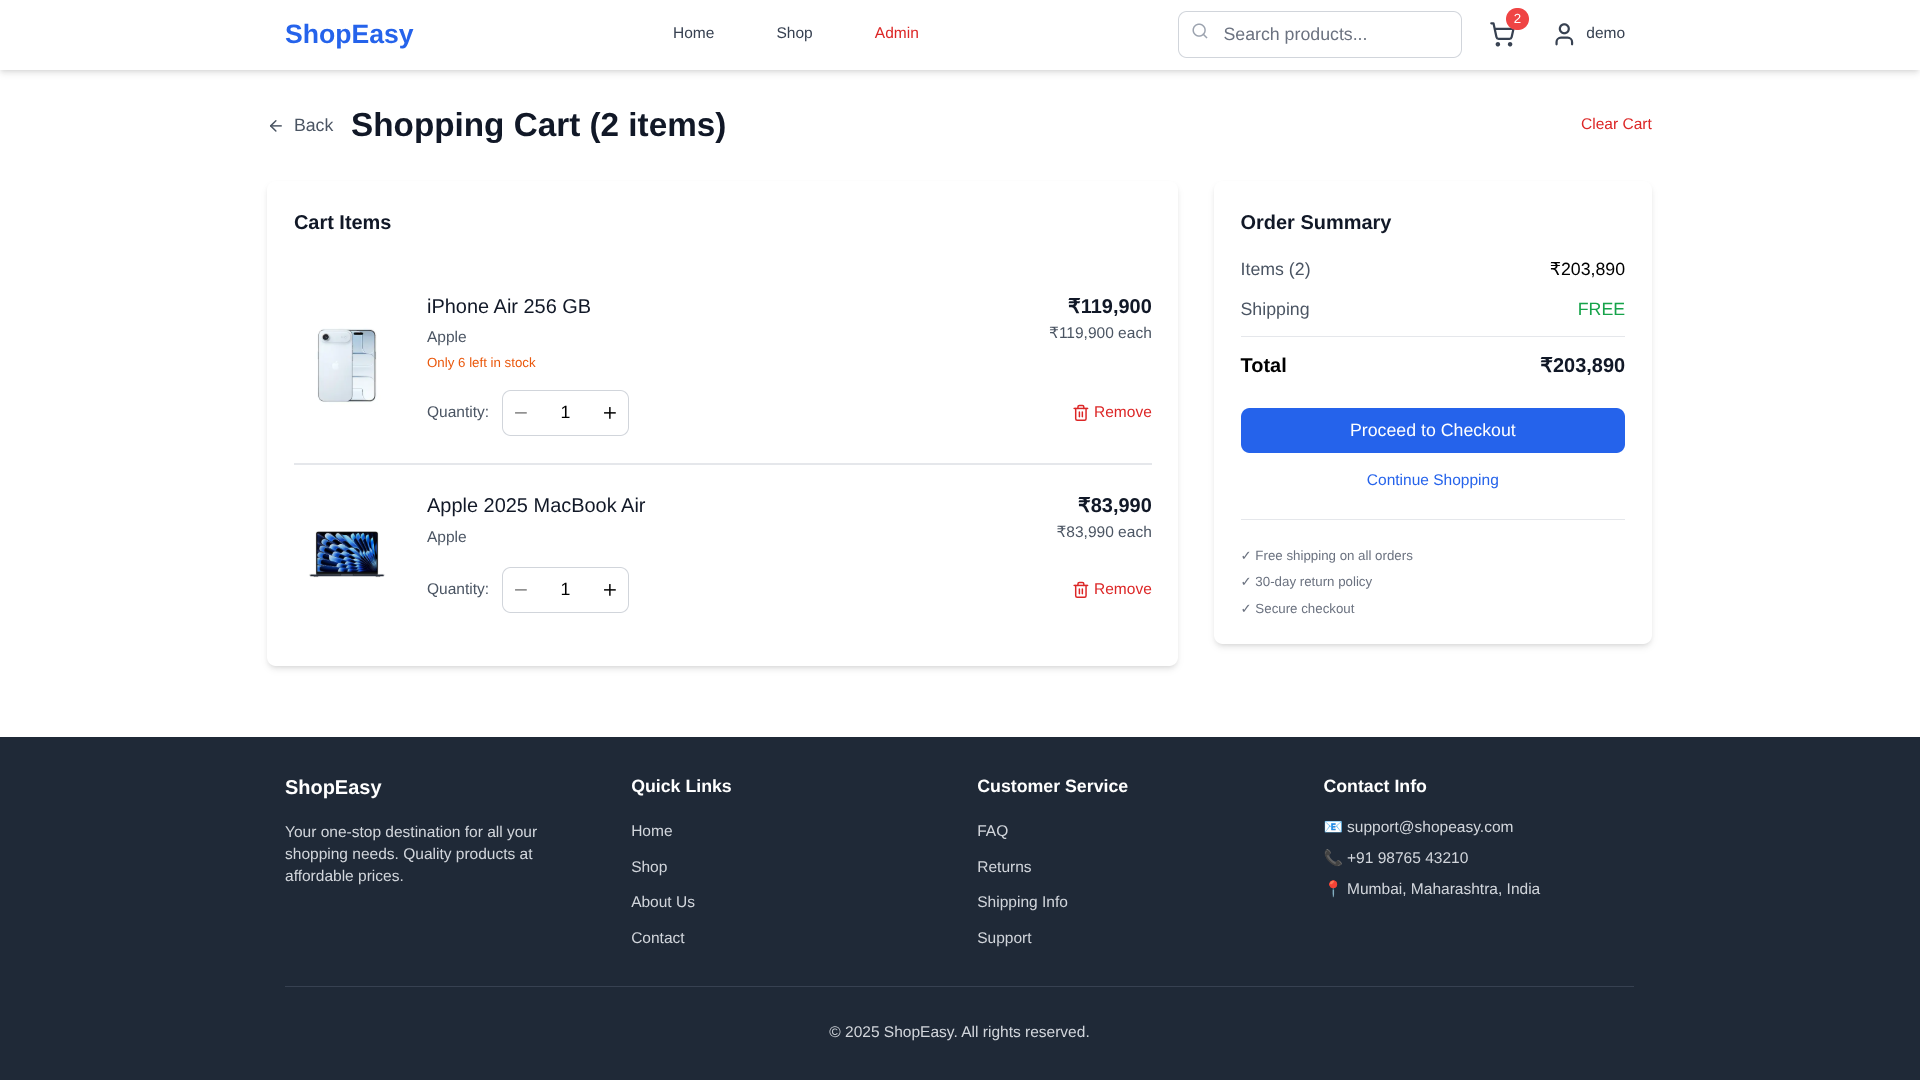 ShopEasy
Home
Shop
Admin
Search products...
2
demo
Back
Shopping Cart (2 items)
Clear Cart
Cart Items
iPhone Air 256 GB
₹119,900
Apple
₹119,900 each
Only 6 left in stock
Quantity:
1
Remove
Apple 2025 MacBook Air
₹83,990
Apple
₹83,990 each
Quantity:
1
Remove
Order Summary
Items (2)
₹203,890
Shipping
FREE
Total
₹203,890
Proceed to Checkout
Continue Shopping
✓ Free shipping on all orders
✓ 30-day return policy
✓ Secure checkout
ShopEasy
Your one-stop destination for all your
shopping needs. Quality products at
affordable prices.
Quick Links
Home
Shop
About Us
Contact
Customer Service
FAQ
Returns
Shipping Info
Support
Contact Info
📧 support@shopeasy.com
📞 +91 98765 43210
📍 Mumbai, Maharashtra, India
© 2025 ShopEasy. All rights reserved.